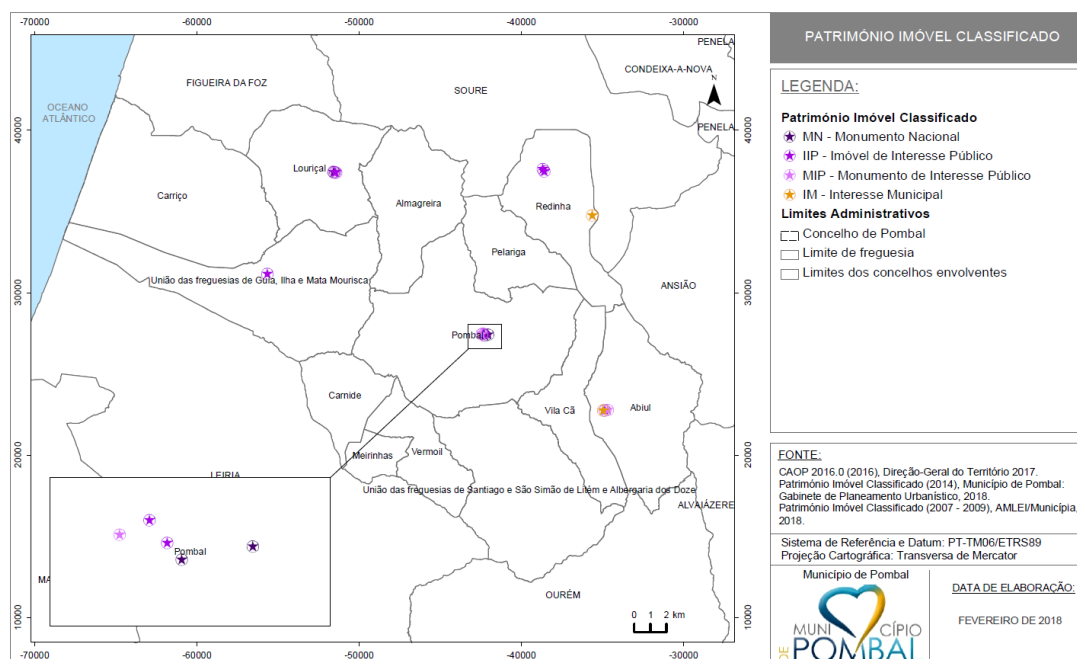 -70000
-60000
-50000
-40000
-30000
PATRIMÓNIO IMÓVEL CLASSIFICADO
PENELA
CONDEIXA-A-NOVA
FIGUEIRA DA FOZ
SOURE
N
OCEANO
ATLÂNTICO
PENELA
40000
40000
Louriçal
Carriço
Almagreira
Redinha
Pelariga
União das freguesias de Guia, Ilha e Mata Mourisca
ANSIÃO
30000
30000
Pombal
Carnide
Vila Cã
Abiul
Meirinhas
Vermoil
20000
20000
LEIRIA
União das freguesias de Santiago e São Simão de Litém e Albergaria dos Doze
ALVAIÁZERE
Pombal
MA
OURÉM
0 1 2 km
10000
10000
-70000
-60000
-50000
-40000
-30000
LEGENDA:
Património Imóvel Classificado
MN - Monumento Nacional
IIP - Imóvel de Interesse Público
MIP - Monumento de Interesse Público
IM - Interesse Municipal
Limites Administrativos
Concelho de Pombal
Limite de freguesia
Limites dos concelhos envolventes
FONTE:
CAOP 2016.0 (2016), Direção-Geral do Território 2017.
Património Imóvel Classificado (2014), Município de Pombal:
Gabinete de Planeamento Urbanístico, 2018.
Património Imóvel Classificado (2007 - 2009), AMLEI/Municípia,
2018.
Sistema de Referência e Datum: PT-TM06/ETRS89
Projeção Cartográfica: Transversa de Mercator
Município de Pombal
MUNICÍPIO
DE POMBAL
DATA DE ELABORAÇÃO:
FEVEREIRO DE 2018